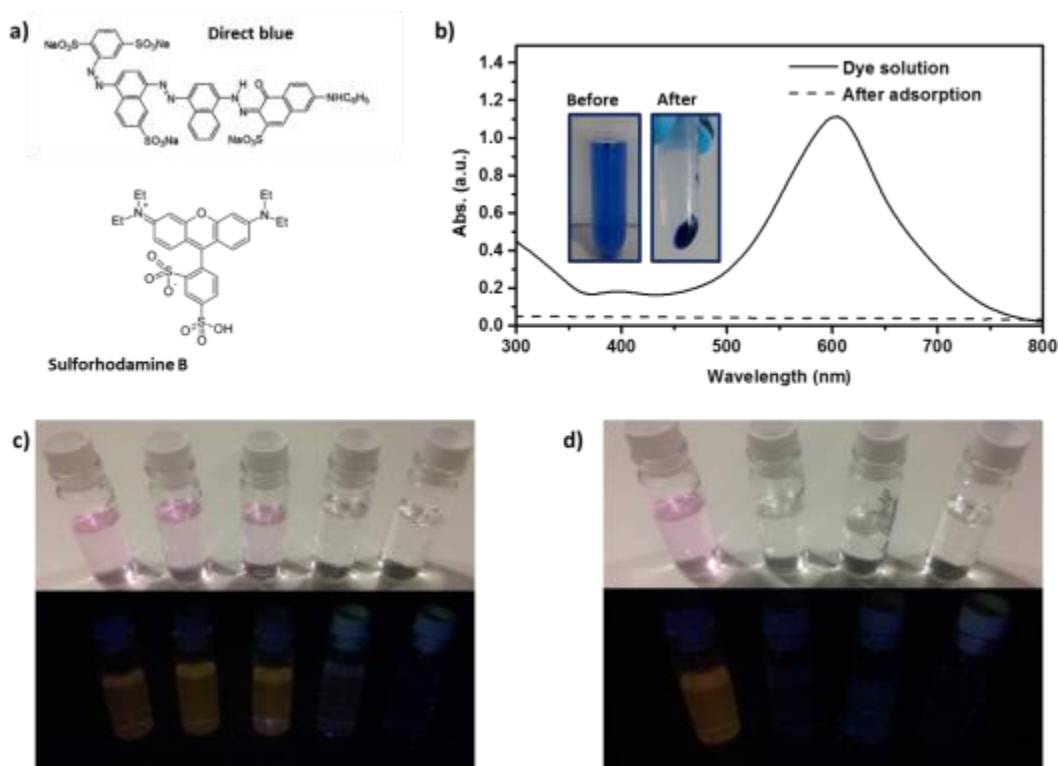 a)
Direct blue
NaO₃S
SO₃Na
N
N
N
N
H
N
N
O
NHC₆H₅
SO₃Na
NaO₃S
Et
Et
N⁺
O
N
Et
Et
O
S
O
O⁻
O
S
O
OH
Sulforhodamine B
b)
Dye solution
After adsorption
Before
After
Abs. (a.u.)
1.4
1.2
1.0
0.8
0.6
0.4
0.2
0.0
300
400
500
600
700
800
Wavelength (nm)
c)
d)